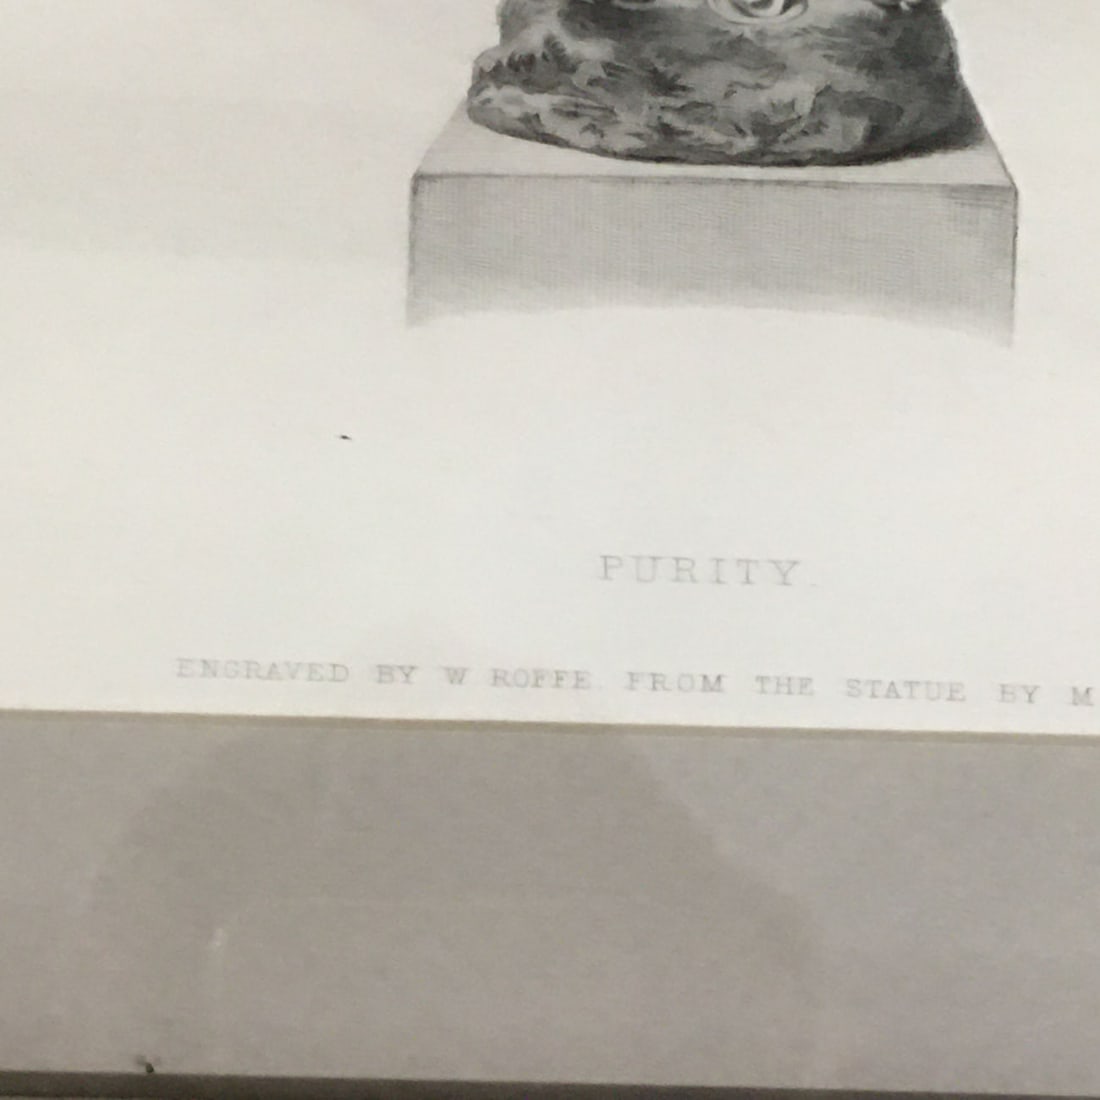 PURITY.
ENGRAVED BY W ROFFE. FROM THE STATUE BY M